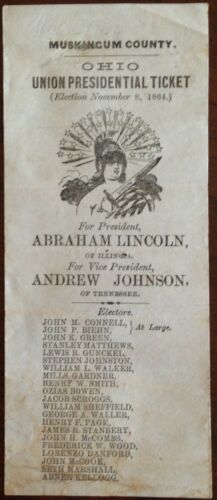 MUSKINGUM COUNTY.
OHIO
UNION PRESIDENTIAL TICKET
(Election November 8, 1864.)
For President,
ABRAHAM LINCOLN,
OF ILLINOIS.
For Vice President,
ANDREW JOHNSON,
OF TENNESSEE.
Electors.
JOHN M. CONNELL,
JOHN P. BIEHN, } At Large.
JOHN K. GREEN,
STANLEY MATTHEWS,
LEWIS B. GUNCKEL,
STEPHEN JOHNSTON,
WILLIAM L. WALKER,
MILLS GARDNER,
HENRY W. SMITH,
OZIAS BOWEN,
JACOB SCROGGS,
WILLIAM SHEFFIELD,
GEORGE A. WALLER,
HENRY F. PAGE,
JAMES R. STANBERY,
JOHN H. McCOMBS,
FREDERICK W. WOOD,
LORENZO DANFORD,
JOHN McCOOK,
SETH MARSHALL,
ABNER KELLOGG.